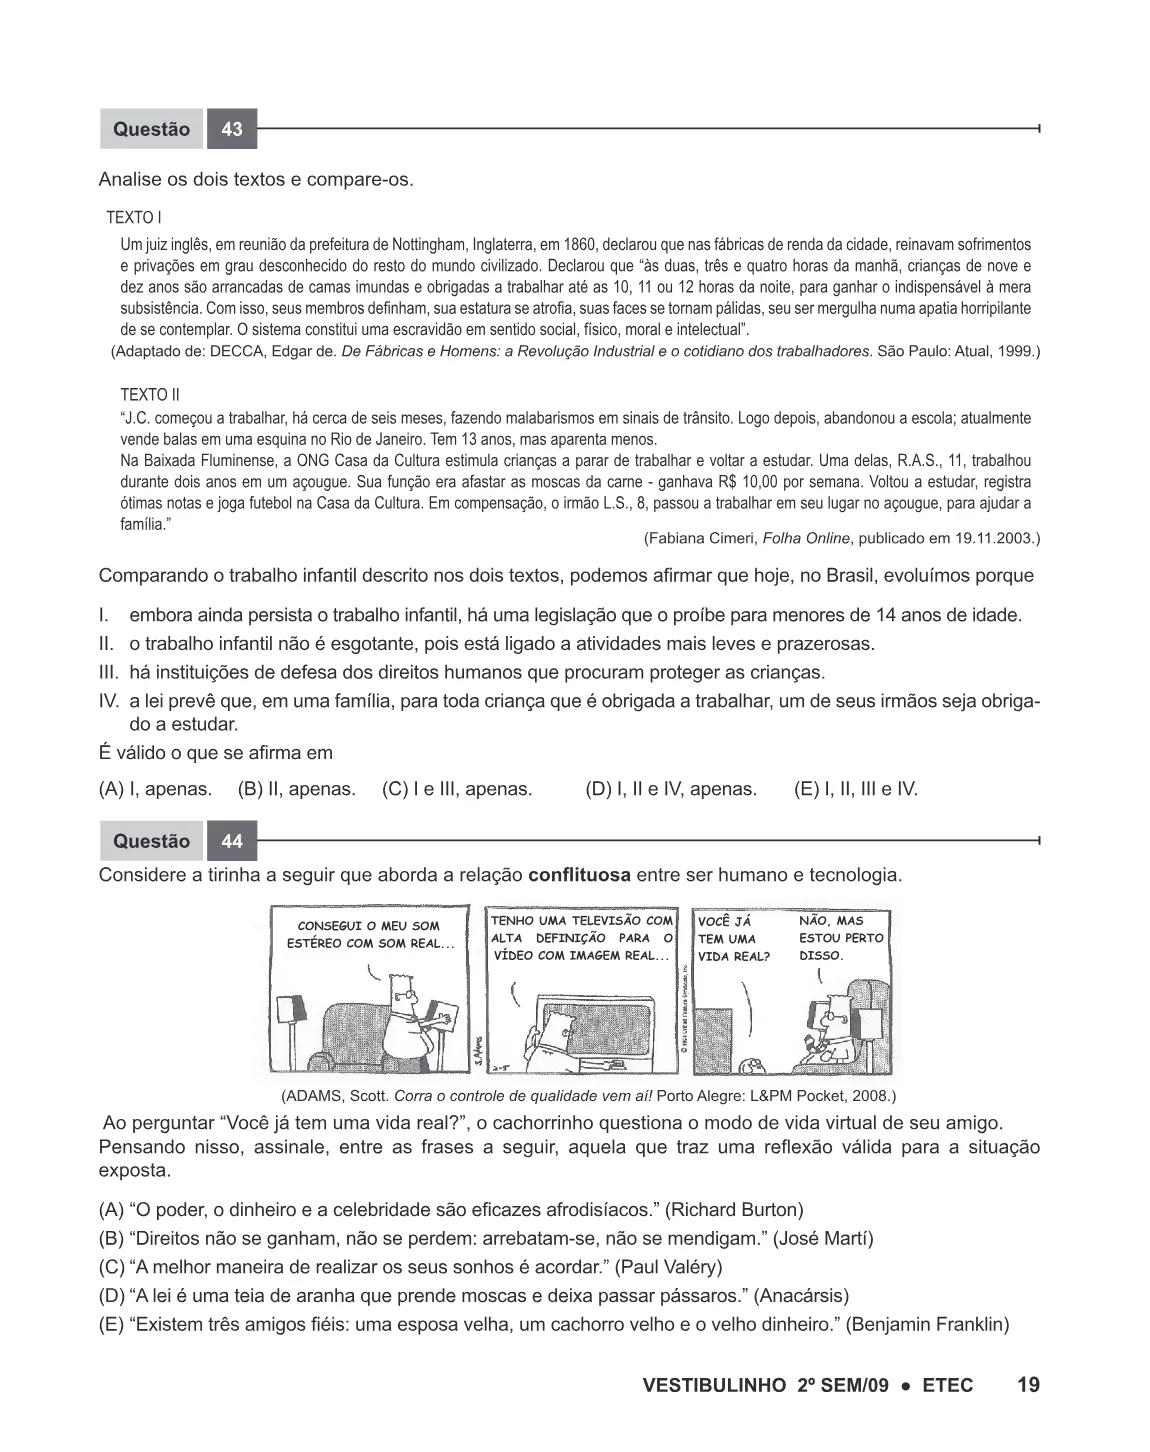 Questão 43
Analise os dois textos e compare-os.
TEXTO I
Um juiz inglês, em reunião da prefeitura de Nottingham, Inglaterra, em 1860, declarou que nas fábricas de renda da cidade, reinavam sofrimentos
e privações em grau desconhecido do resto do mundo civilizado. Declarou que “às duas, três e quatro horas da manhã, crianças de nove e
dez anos são arrancadas de camas imundas e obrigadas a trabalhar até as 10, 11 ou 12 horas da noite, para ganhar o indispensável à mera
subsistência. Com isso, seus membros definham, sua estatura se atrofia, suas faces se tornam pálidas, seu ser mergulha numa apatia horripilante
de se contemplar. O sistema constitui uma escravidão em sentido social, físico, moral e intelectual”.
(Adaptado de: DECCA, Edgar de. De Fábricas e Homens: a Revolução Industrial e o cotidiano dos trabalhadores. São Paulo: Atual, 1999.)
TEXTO II
“J.C. começou a trabalhar, há cerca de seis meses, fazendo malabarismos em sinais de trânsito. Logo depois, abandonou a escola; atualmente
vende balas em uma esquina no Rio de Janeiro. Tem 13 anos, mas aparenta menos.
Na Baixada Fluminense, a ONG Casa da Cultura estimula crianças a parar de trabalhar e voltar a estudar. Uma delas, R.A.S., 11, trabalhou
durante dois anos em um açougue. Sua função era afastar as moscas da carne - ganhava R$ 10,00 por semana. Voltou a estudar, registra
ótimas notas e joga futebol na Casa da Cultura. Em compensação, o irmão L.S., 8, passou a trabalhar em seu lugar no açougue, para ajudar a
família.”
(Fabiana Cimeri, Folha Online, publicado em 19.11.2003.)
Comparando o trabalho infantil descrito nos dois textos, podemos afirmar que hoje, no Brasil, evoluímos porque
I. embora ainda persista o trabalho infantil, há uma legislação que o proíbe para menores de 14 anos de idade.
II. o trabalho infantil não é esgotante, pois está ligado a atividades mais leves e prazerosas.
III. há instituições de defesa dos direitos humanos que procuram proteger as crianças.
IV. a lei prevê que, em uma família, para toda criança que é obrigada a trabalhar, um de seus irmãos seja obriga-
do a estudar.
É válido o que se afirma em
(A) I, apenas. (B) II, apenas. (C) I e III, apenas. (D) I, II e IV, apenas. (E) I, II, III e IV.
Questão 44
Considere a tirinha a seguir que aborda a relação conflituosa entre ser humano e tecnologia.
CONSEGUI O MEU SOM
ESTÉREO COM SOM REAL...
TENHO UMA TELEVISÃO COM
ALTA DEFINIÇÃO PARA O
VÍDEO COM IMAGEM REAL...
VOCÊ JÁ
TEM UMA
VIDA REAL?
NÃO, MAS
ESTOU PERTO
DISSO.
S. Adams
2-5
(ADAMS, Scott. Corra o controle de qualidade vem aí! Porto Alegre: L&PM Pocket, 2008.)
Ao perguntar “Você já tem uma vida real?”, o cachorrinho questiona o modo de vida virtual de seu amigo.
Pensando nisso, assinale, entre as frases a seguir, aquela que traz uma reflexão válida para a situação
exposta.
(A) “O poder, o dinheiro e a celebridade são eficazes afrodisíacos.” (Richard Burton)
(B) “Direitos não se ganham, não se perdem: arrebatam-se, não se mendigam.” (José Martí)
(C) “A melhor maneira de realizar os seus sonhos é acordar.” (Paul Valéry)
(D) “A lei é uma teia de aranha que prende moscas e deixa passar pássaros.” (Anacársis)
(E) “Existem três amigos fiéis: uma esposa velha, um cachorro velho e o velho dinheiro.” (Benjamin Franklin)
VESTIBULINHO 2º SEM/09 ● ETEC 19